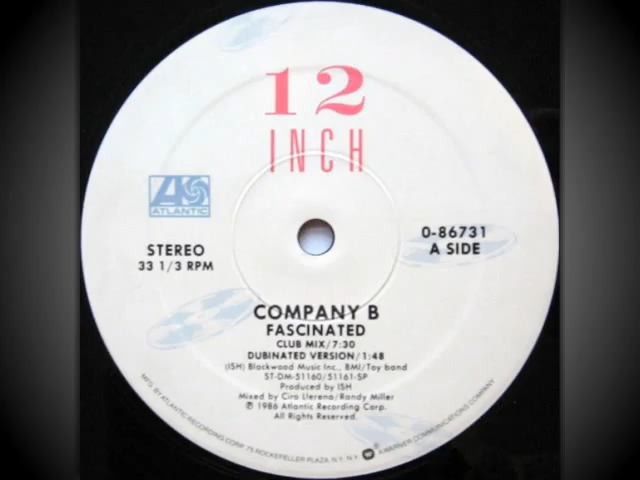 12
INCH
ATLANTIC
STEREO
33 1/3 RPM
0-86731
A SIDE
COMPANY B
FASCINATED
CLUB MIX/7:30
DUBINATED VERSION/1:48
(ISH) Blackwood Music Inc., BMI/Toy band
ST-DM-51160/51161-SP
Produced by ISH
Mixed by Ciro Llerena/Randy Miller
℗ 1986 Atlantic Recording Corp.
All Rights Reserved.
MFG. BY ATLANTIC RECORDING CORP. 75 ROCKEFELLER PLAZA, N.Y. N.Y. A WARNER COMMUNICATIONS COMPANY